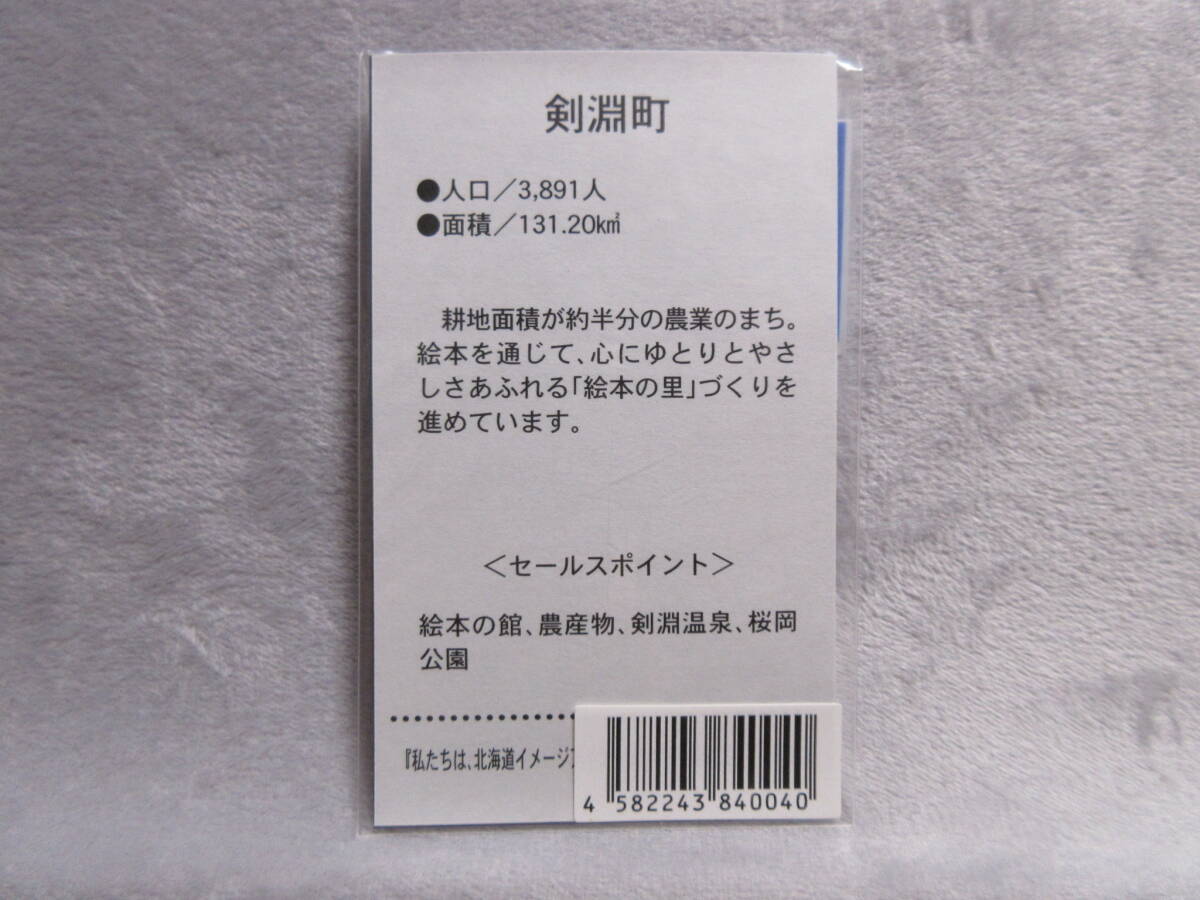 剣淵町
●人口／3,891人
●面積／131.20㎢
耕地面積が約半分の農業のまち。
絵本を通じて、心にゆとりとやさ
しさあふれる「絵本の里」づくりを
進めています。
＜セールスポイント＞
絵本の館、農産物、剣淵温泉、桜岡
公園
『私たちは、北海道イメージ
4 582243 840040